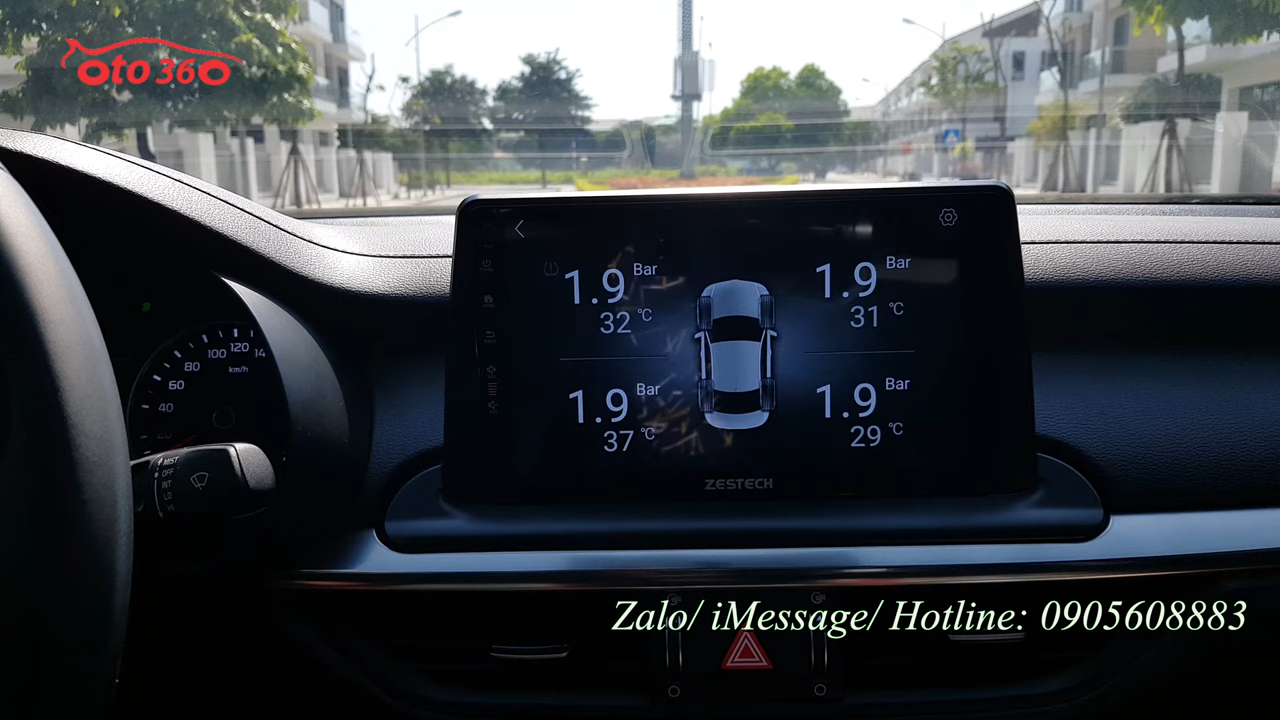 oto360
1.9 Bar
32 °C
1.9 Bar
31 °C
1.9 Bar
37 °C
1.9 Bar
29 °C
ZESTECH
120
14
100
80
km/h
60
40
MIST
OFF
INT
LO
HI
Zalo/ iMessage/ Hotline: 0905608883